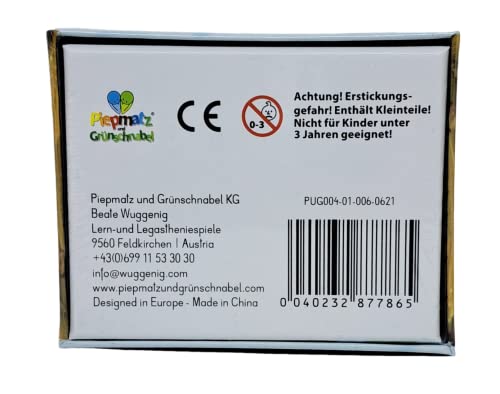 Piepmatz
und
Grünschnabel
CE
0-3
Achtung! Erstickungs-
gefahr! Enthält Kleinteile!
Nicht für Kinder unter
3 Jahren geeignet!
Piepmatz und Grünschnabel KG
Beate Wuggenig
Lern-und Legastheniespiele
9560 Feldkirchen | Austria
+43(0)699 11 53 30 30
info@wuggenig.com
www.piepmatzundgrünschnabel.com
Designed in Europe - Made in China
PUG004-01-006-0621
0 040232 877865